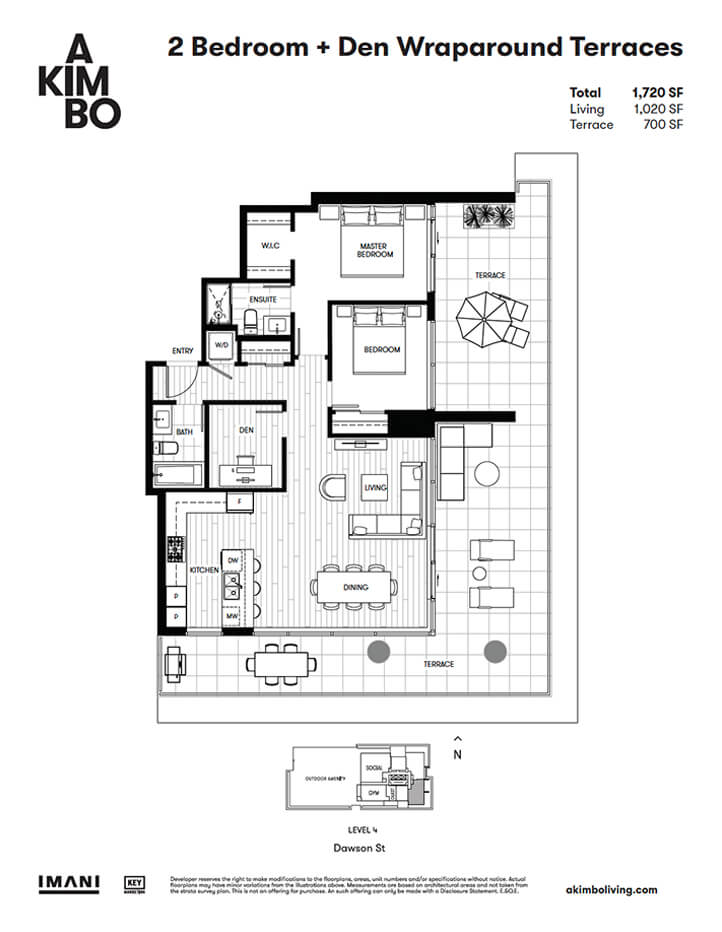 A
KIM
BO
2 Bedroom + Den Wraparound Terraces
Total 1,720 SF
Living 1,020 SF
Terrace 700 SF
W.I.C
MASTER
BEDROOM
TERRACE
ENSUITE
W/D
BEDROOM
ENTRY
BATH
DEN
LIVING
F
KITCHEN
DW
P
P
MW
DINING
TERRACE
N
OUTDOOR AMENITY
SOCIAL
GYM
LEVEL 4
Dawson St
IMANI
KEY
MARKETING
Developer reserves the right to make modifications to the floorplans, areas, unit numbers and/or specifications without notice. Actual
floorplans may have minor variations from the illustrations above. Measurements are based on architectural areas and not taken from
the strata survey plan. This is not an offering for purchase. An such offering can only be made with a Disclosure Statement. E.&O.E.
akimboliving.com